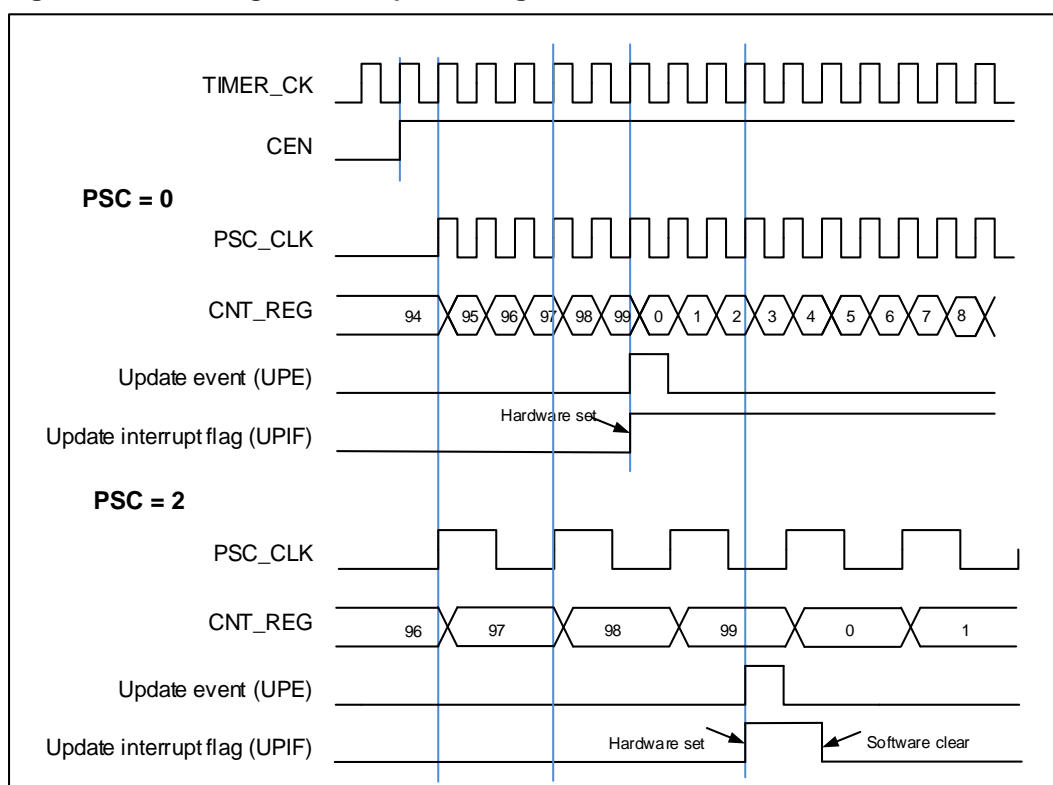 TIMER_CK
CEN
PSC = 0
PSC_CLK
CNT_REG 94 95 96 97 98 99 0 1 2 3 4 5 6 7 8
Update event (UPE)
Hardware set
Update interrupt flag (UPIF)
PSC = 2
PSC_CLK
CNT_REG 96 97 98 99 0 1
Update event (UPE)
Update interrupt flag (UPIF) Hardware set Software clear